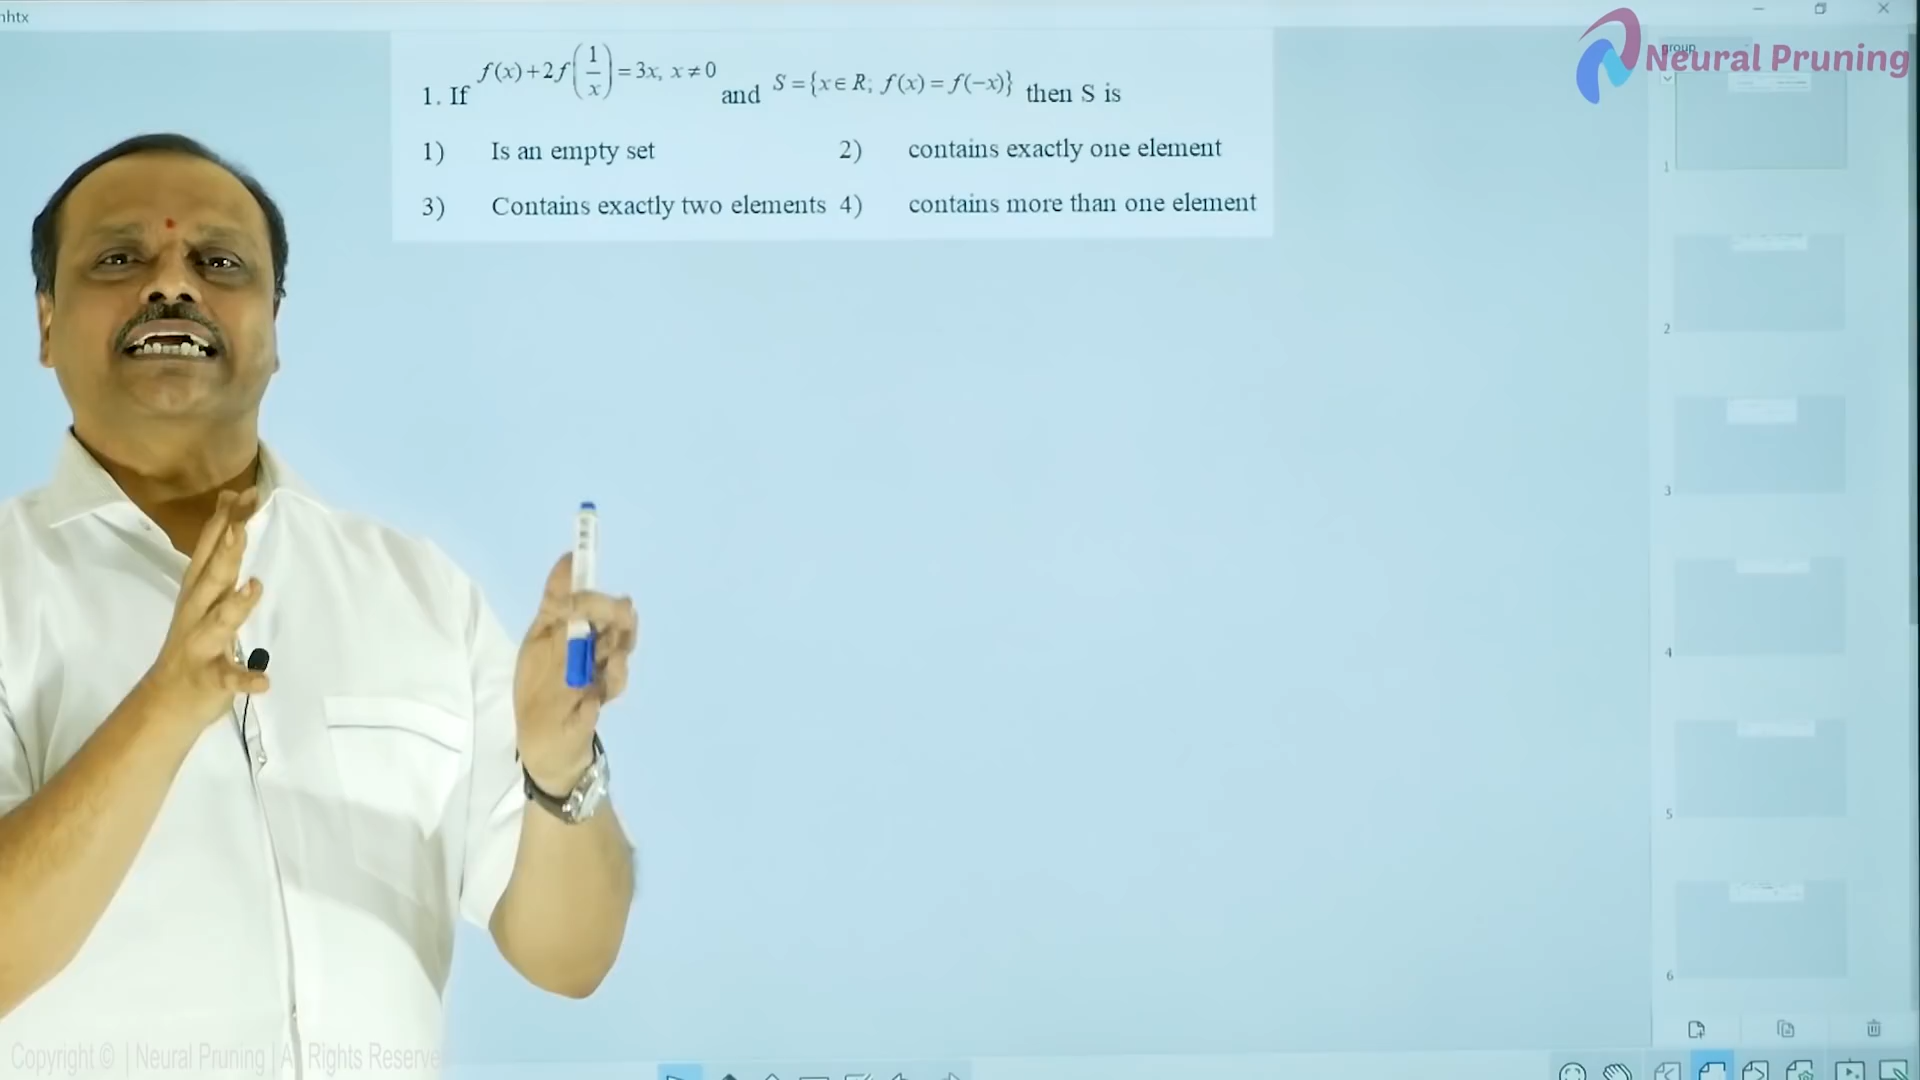 nhtx
group
Neural Pruning
1. If f(x)+2f(1/x)=3x, x≠0 and S={x∈R; f(x)=f(−x)} then S is
1) Is an empty set 2) contains exactly one element
3) Contains exactly two elements 4) contains more than one element
1
2
3
4
5
6
Copyright © | Neural Pruning | A Rights Reserve